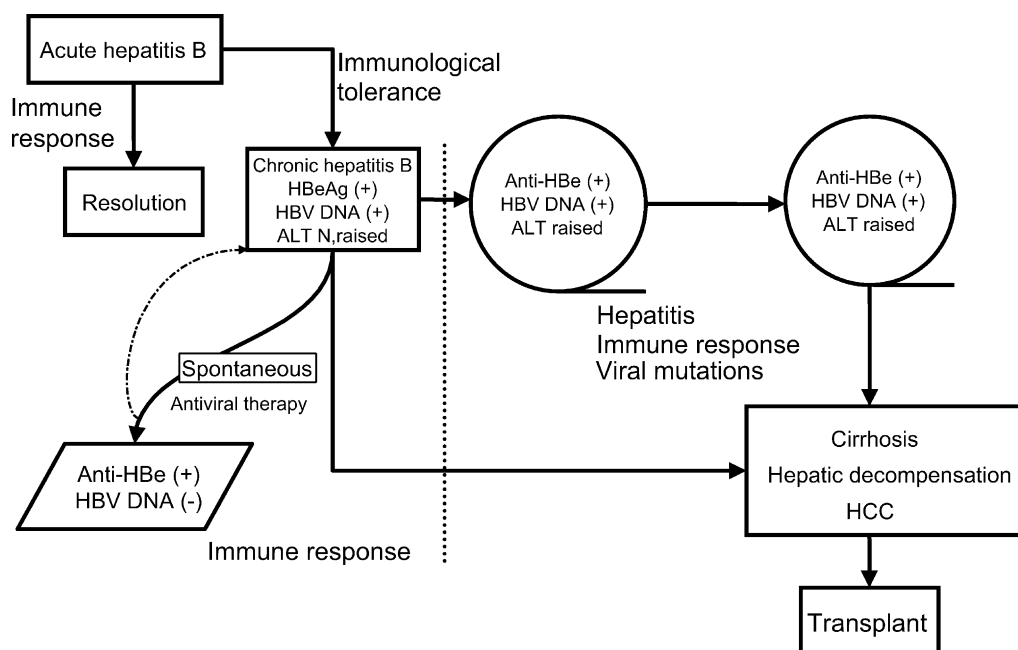 Acute hepatitis B
Immune
response
Resolution
Immunological
tolerance
Chronic hepatitis B
HBeAg (+)
HBV DNA (+)
ALT N,raised
Anti-HBe (+)
HBV DNA (+)
ALT raised
Anti-HBe (+)
HBV DNA (+)
ALT raised
Hepatitis
Immune response
Viral mutations
Spontaneous
Antiviral therapy
Anti-HBe (+)
HBV DNA (-)
Immune response
Cirrhosis
Hepatic decompensation
HCC
Transplant